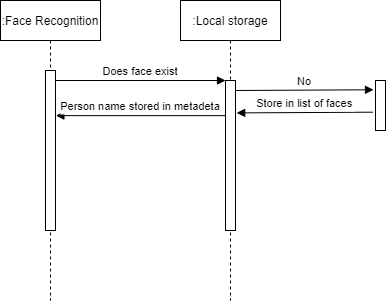 :Face Recognition
:Local storage
Does face exist
No
Person name stored in metadeta
Store in list of faces